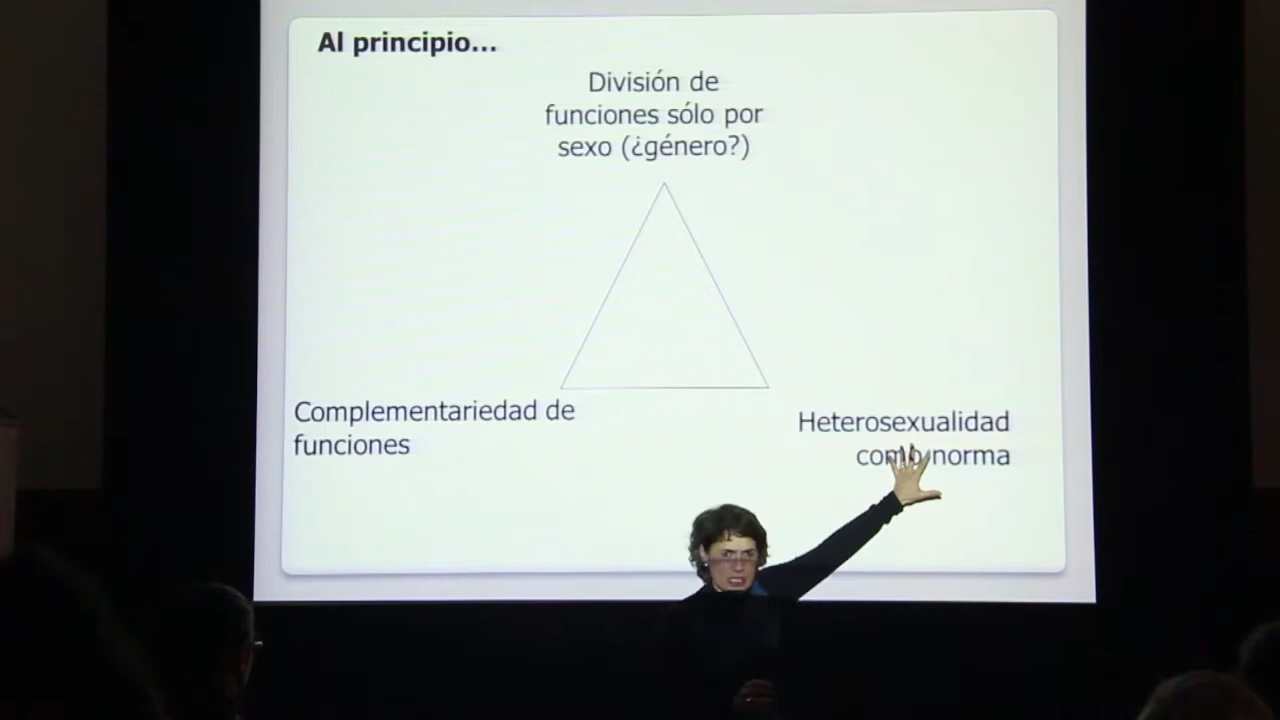 Al principio...
División de
funciones sólo por
sexo (¿género?)
Complementariedad de
funciones
Heterosexualidad
como norma